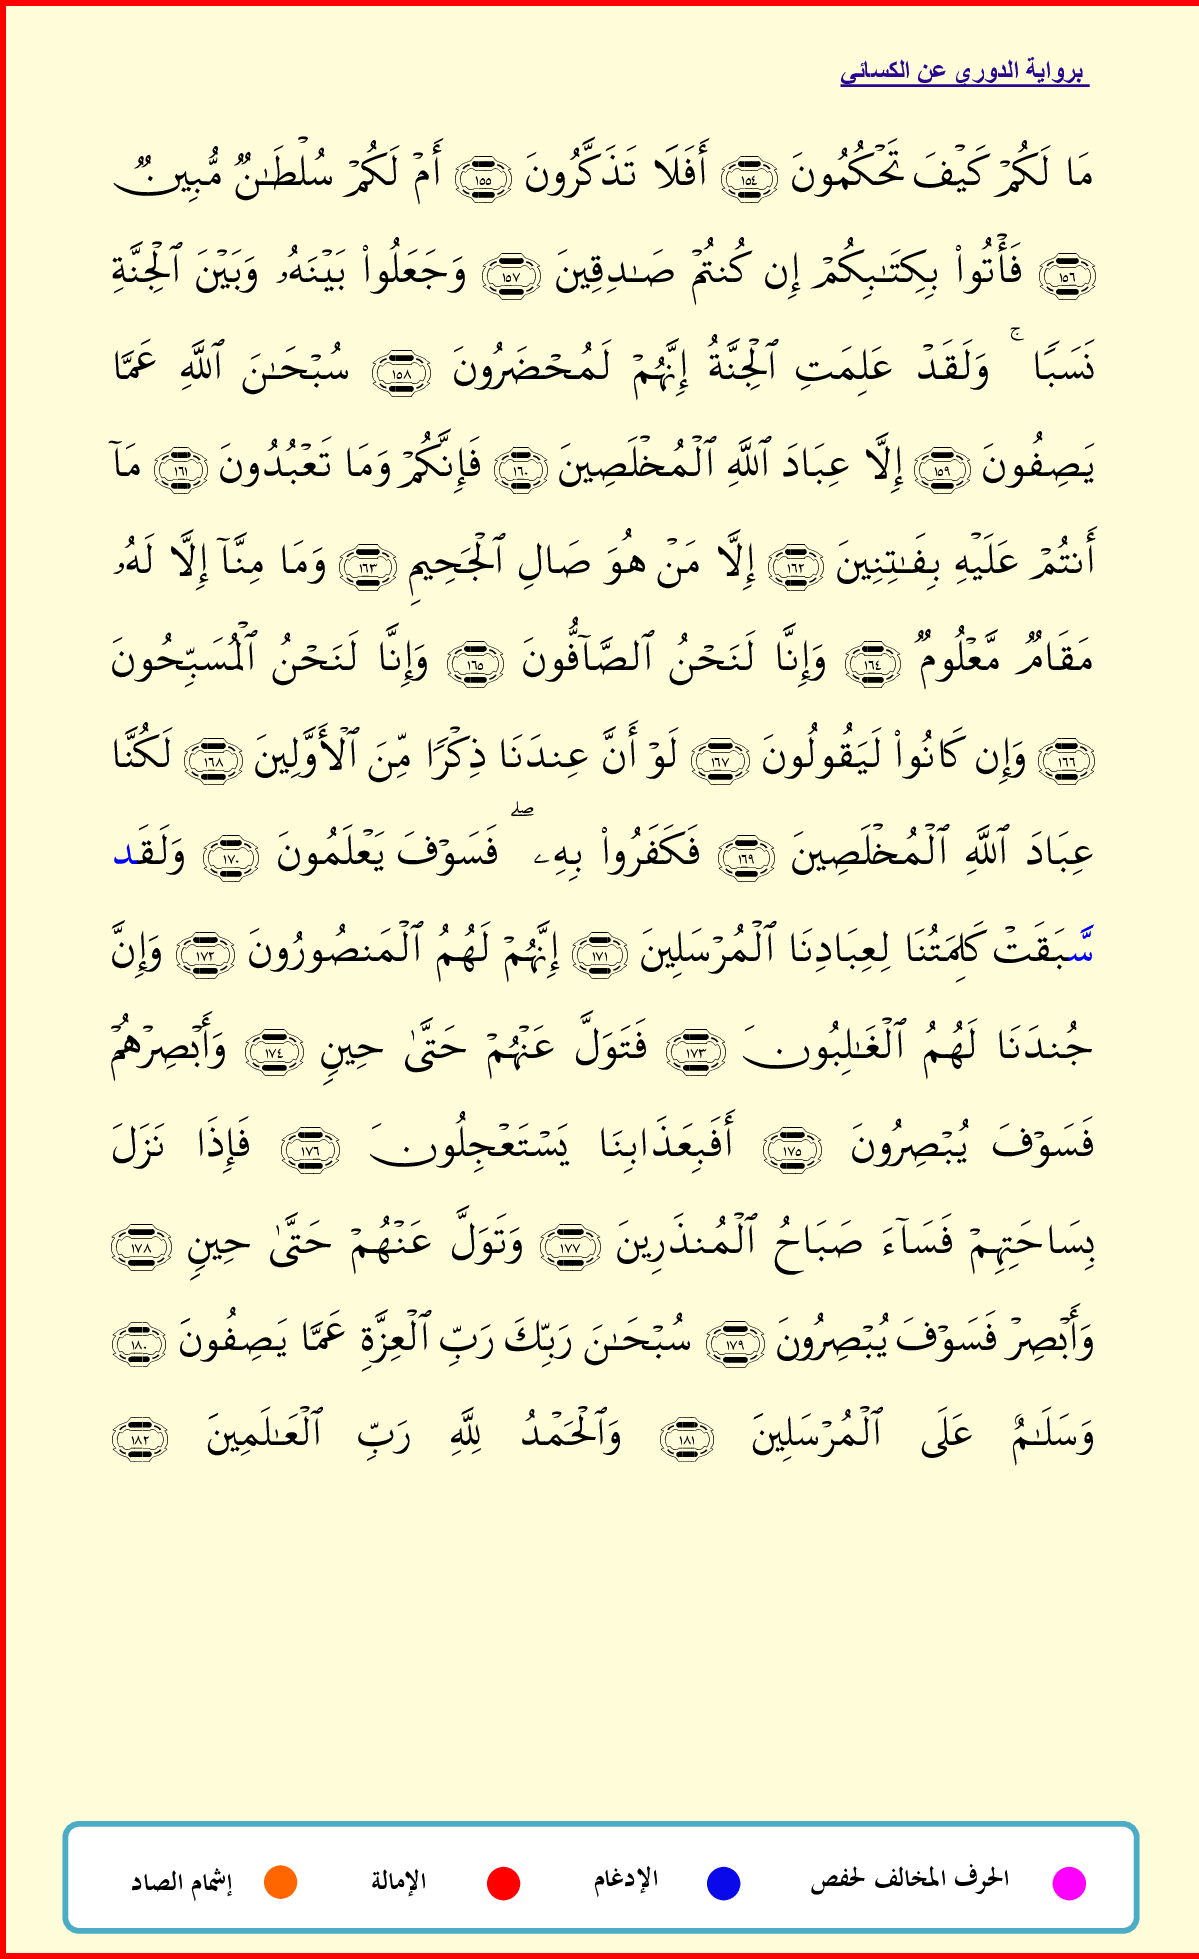 برواية الدوري عن الكسائي
مَا لَكُمْ كَيْفَ تَحْكُمُونَ ١٥٤ أَفَلَا تَذَكَّرُونَ ١٥٥ أَمْ لَكُمْ سُلْطَـٰنٌ مُّبِينٌ
١٥٦ فَأْتُوا۟ بِكِتَـٰبِكُمْ إِن كُنتُمْ صَـٰدِقِينَ ١٥٧ وَجَعَلُوا۟ بَيْنَهُۥ وَبَيْنَ ٱلْجِنَّةِ
نَسَبًا ۚ وَلَقَدْ عَلِمَتِ ٱلْجِنَّةُ إِنَّهُمْ لَمُحْضَرُونَ ١٥٨ سُبْحَـٰنَ ٱللَّهِ عَمَّا
يَصِفُونَ ١٥٩ إِلَّا عِبَادَ ٱللَّهِ ٱلْمُخْلَصِينَ ١٦٠ فَإِنَّكُمْ وَمَا تَعْبُدُونَ ١٦١ مَآ
أَنتُمْ عَلَيْهِ بِفَـٰتِنِينَ ١٦٢ إِلَّا مَنْ هُوَ صَالِ ٱلْجَحِيمِ ١٦٣ وَمَا مِنَّآ إِلَّا لَهُۥ
مَقَامٌ مَّعْلُومٌ ١٦٤ وَإِنَّا لَنَحْنُ ٱلصَّآفُّونَ ١٦٥ وَإِنَّا لَنَحْنُ ٱلْمُسَبِّحُونَ
١٦٦ وَإِن كَانُوا۟ لَيَقُولُونَ ١٦٧ لَوْ أَنَّ عِندَنَا ذِكْرًا مِّنَ ٱلْأَوَّلِينَ ١٦٨ لَكُنَّا
عِبَادَ ٱللَّهِ ٱلْمُخْلَصِينَ ١٦٩ فَكَفَرُوا۟ بِهِۦ ۖ فَسَوْفَ يَعْلَمُونَ ١٧٠ وَلَقَد
سَّبَقَتْ كَلِمَتُنَا لِعِبَادِنَا ٱلْمُرْسَلِينَ ١٧١ إِنَّهُمْ لَهُمُ ٱلْمَنصُورُونَ ١٧٢ وَإِنَّ
جُندَنَا لَهُمُ ٱلْغَـٰلِبُونَ ١٧٣ فَتَوَلَّ عَنْهُمْ حَتَّىٰ حِينٍ ١٧٤ وَأَبْصِرْهُمْ
فَسَوْفَ يُبْصِرُونَ ١٧٥ أَفَبِعَذَابِنَا يَسْتَعْجِلُونَ ١٧٦ فَإِذَا نَزَلَ
بِسَاحَتِهِمْ فَسَآءَ صَبَاحُ ٱلْمُنذَرِينَ ١٧٧ وَتَوَلَّ عَنْهُمْ حَتَّىٰ حِينٍ ١٧٨
وَأَبْصِرْ فَسَوْفَ يُبْصِرُونَ ١٧٩ سُبْحَـٰنَ رَبِّكَ رَبِّ ٱلْعِزَّةِ عَمَّا يَصِفُونَ ١٨٠
وَسَلَـٰمٌ عَلَى ٱلْمُرْسَلِينَ ١٨١ وَٱلْحَمْدُ لِلَّهِ رَبِّ ٱلْعَـٰلَمِينَ ١٨٢
الحرف المخالف لحفص الإدغام الإمالة إشمام الصاد